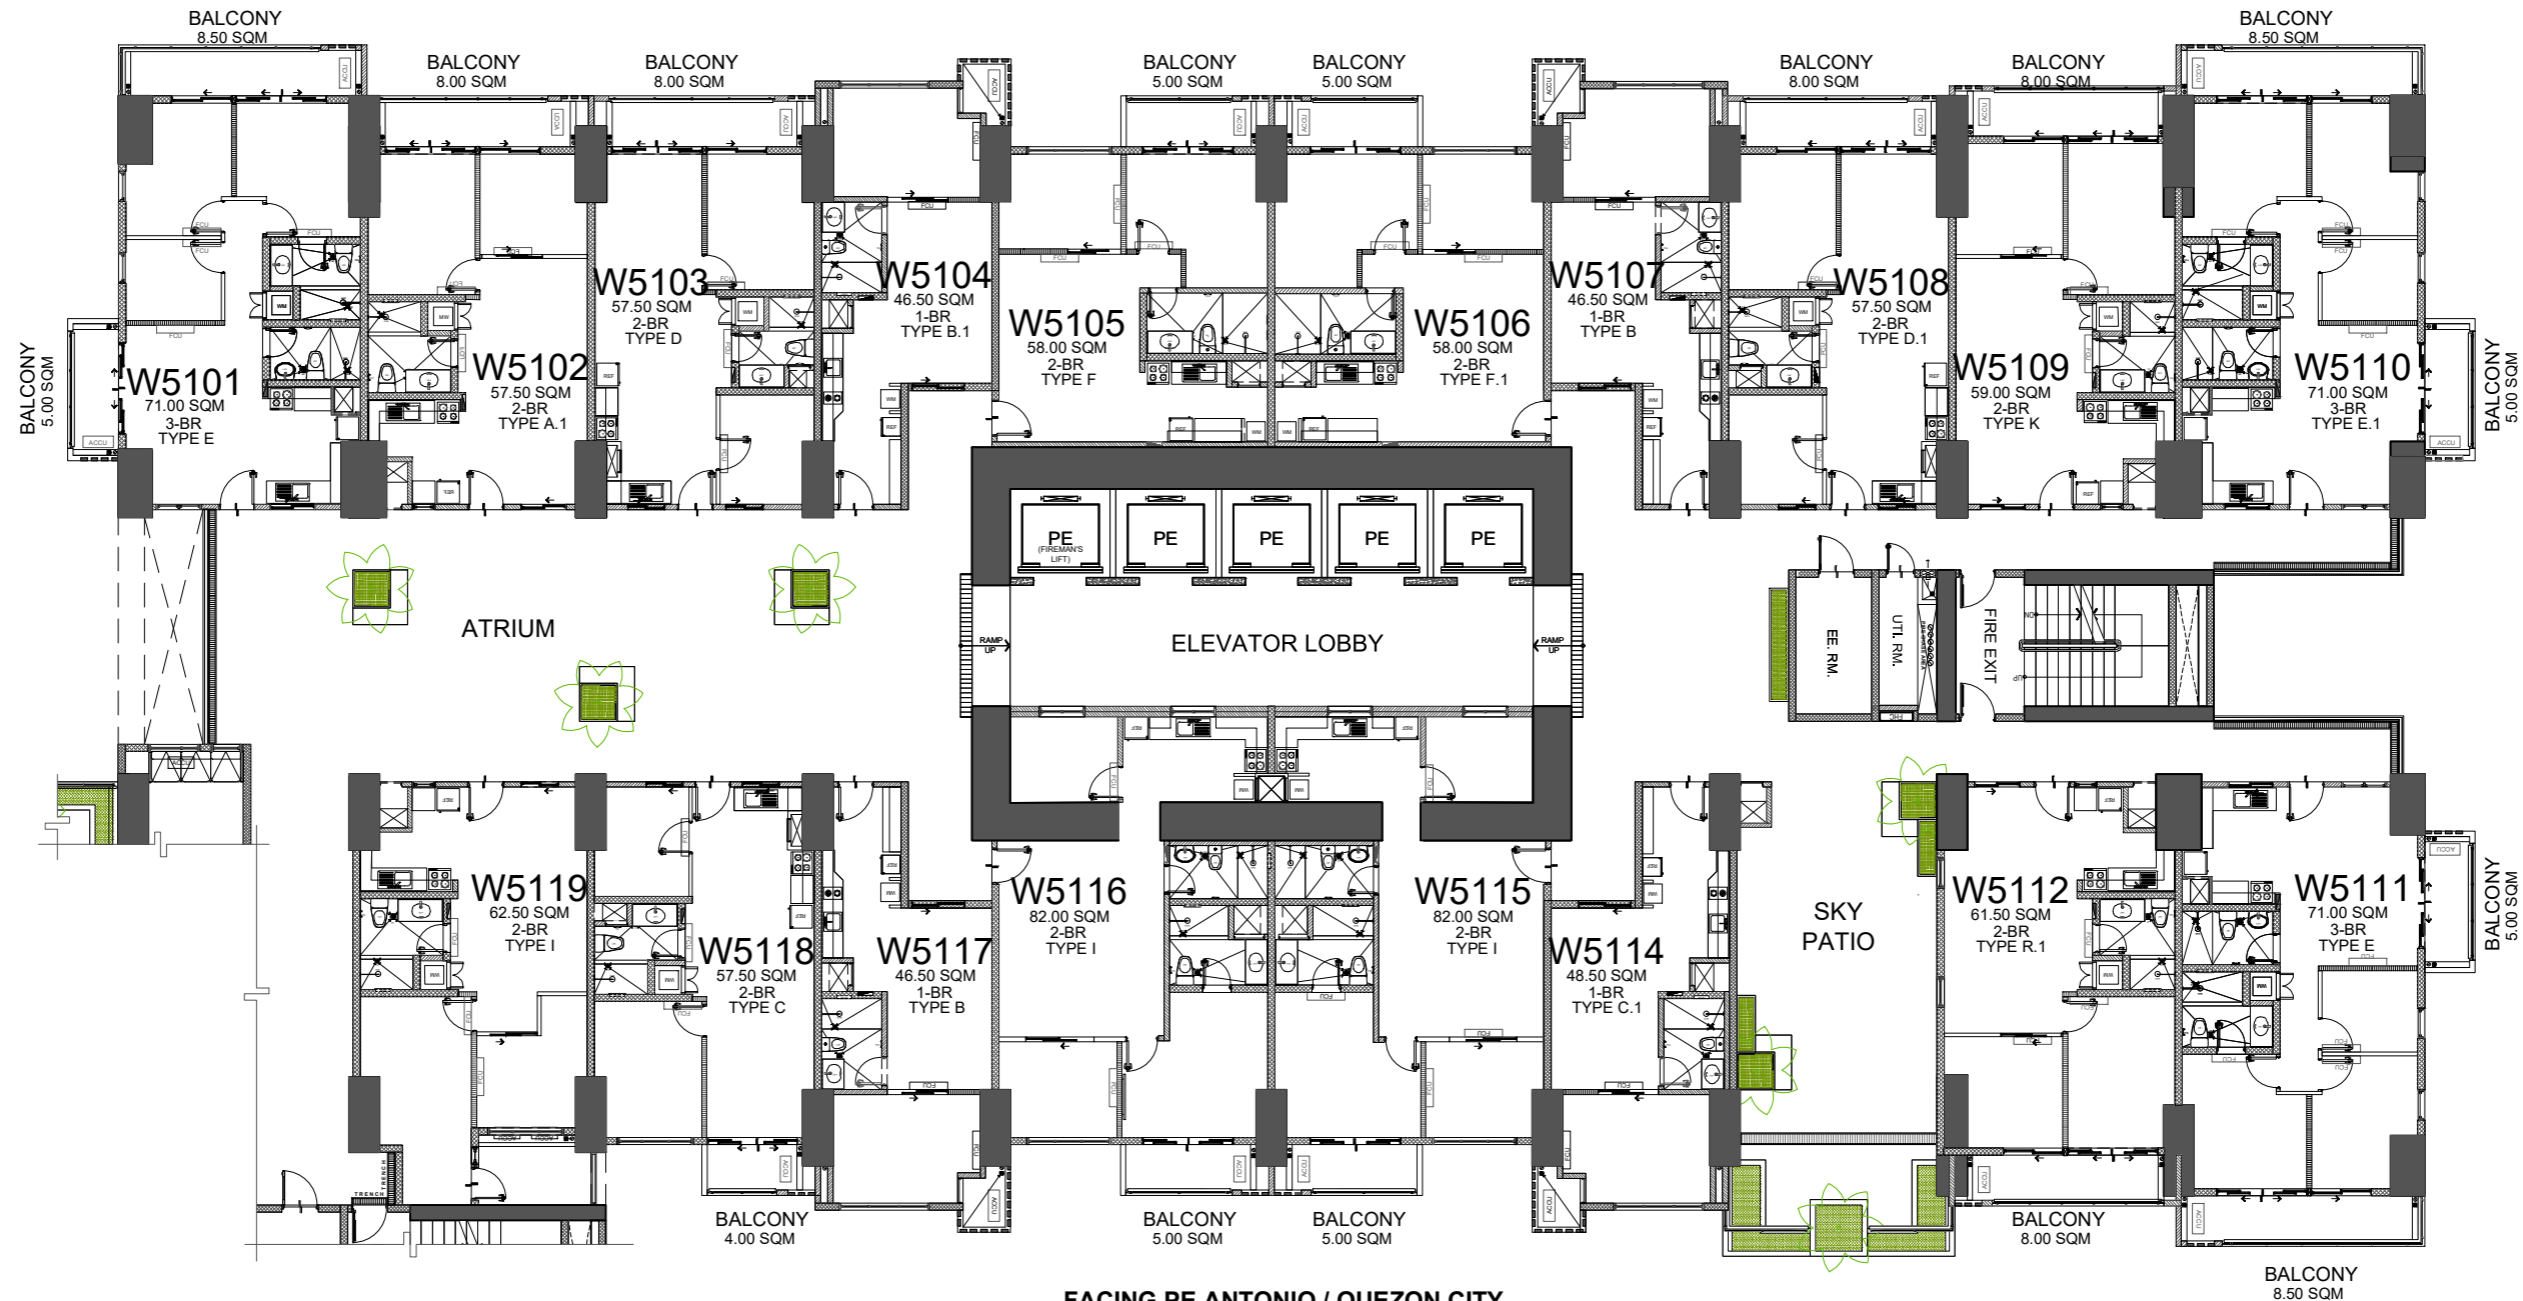 BALCONY
8.50 SQM
BALCONY
8.00 SQM
BALCONY
8.00 SQM
BALCONY
5.00 SQM
BALCONY
5.00 SQM
BALCONY
8.00 SQM
BALCONY
8.00 SQM
BALCONY
8.50 SQM
BALCONY
5.00 SQM
W5101
71.00 SQM
3-BR
TYPE E
W5102
57.50 SQM
2-BR
TYPE A.1
W5103
57.50 SQM
2-BR
TYPE D
W5104
46.50 SQM
1-BR
TYPE B.1
W5105
58.00 SQM
2-BR
TYPE F
W5106
58.00 SQM
2-BR
TYPE F.1
W5107
46.50 SQM
1-BR
TYPE B
W5108
57.50 SQM
2-BR
TYPE D.1
W5109
59.00 SQM
2-BR
TYPE K
W5110
71.00 SQM
3-BR
TYPE E.1
BALCONY
5.00 SQM
PE
(FIREMAN'S
LIFT)
PE
PE
PE
PE
ATRIUM
RAMP
UP
ELEVATOR LOBBY
RAMP
UP
EE. RM.
UTI. RM.
FIRE EXIT
DN
UP
FHC
W5119
62.50 SQM
2-BR
TYPE I
W5118
57.50 SQM
2-BR
TYPE C
W5117
46.50 SQM
1-BR
TYPE B
W5116
82.00 SQM
2-BR
TYPE I
W5115
82.00 SQM
2-BR
TYPE I
W5114
48.50 SQM
1-BR
TYPE C.1
SKY
PATIO
W5112
61.50 SQM
2-BR
TYPE R.1
W5111
71.00 SQM
3-BR
TYPE E
BALCONY
5.00 SQM
TRENCH
TRENCH
BALCONY
4.00 SQM
BALCONY
5.00 SQM
BALCONY
5.00 SQM
BALCONY
8.00 SQM
BALCONY
8.50 SQM
FACING PE ANTONIO / QUEZON CITY